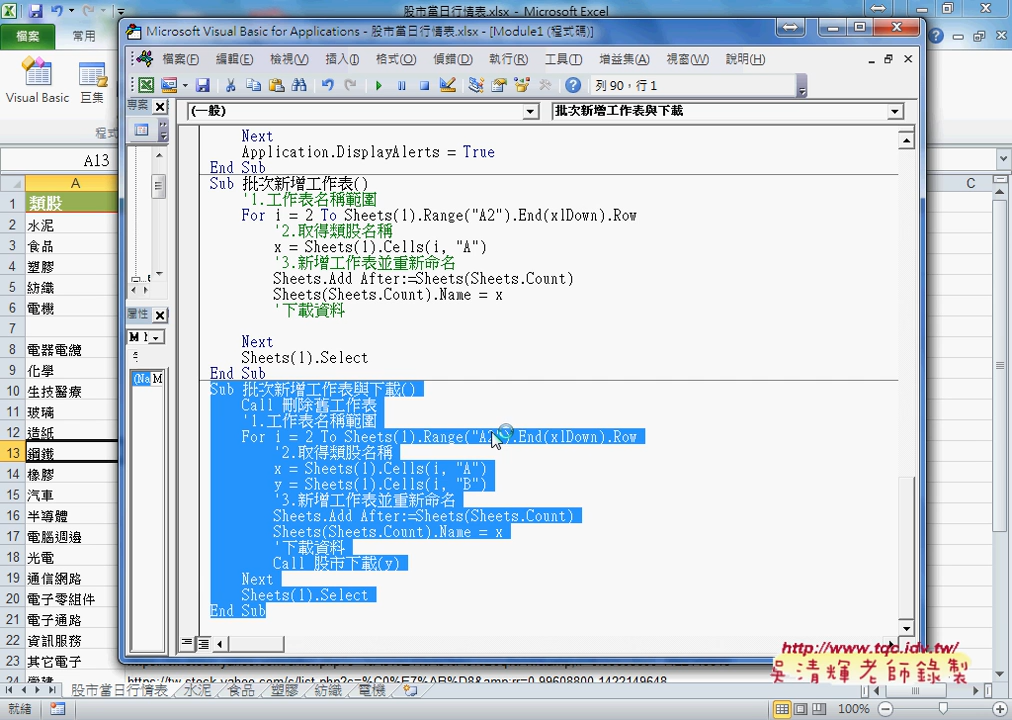 股市當日行情表.xlsx - Microsoft Excel
檔案
常用
Visual Basic
巨集
A13
C
A
1 類股
2 水泥
3 食品
4 塑膠
5 紡織
6 電機
7
8 電器電纜
9 化學
10 生技醫療
11 玻璃
12 造紙
13 鋼鐵
14 橡膠
15 汽車
16 半導體
17 電腦週邊
18 光電
19 通信網路
20 電子零組件
21 電子通路
22 資訊服務
23 其它電子
Microsoft Visual Basic for Applications - 股市當日行情表.xlsx - [Module1 (程式碼)]
檔案(F) 編輯(E) 檢視(V) 插入(I) 格式(O) 偵錯(D) 執行(R) 工具(T) 增益集(A) 視窗(W) 說明(H)
列 90，行 1
專案
屬性
(一般)
批次新增工作表與下載
Next
Application.DisplayAlerts = True
End Sub
Sub 批次新增工作表()
'1.工作表名稱範圍
For i = 2 To Sheets(1).Range("A2").End(xlDown).Row
'2.取得類股名稱
x = Sheets(1).Cells(i, "A")
'3.新增工作表並重新命名
Sheets.Add After:=Sheets(Sheets.Count)
Sheets(Sheets.Count).Name = x
'下載資料
Next
Sheets(1).Select
End Sub
Sub 批次新增工作表與下載()
Call 刪除舊工作表
'1.工作表名稱範圍
For i = 2 To Sheets(1).Range("A2").End(xlDown).Row
'2.取得類股名稱
x = Sheets(1).Cells(i, "A")
y = Sheets(1).Cells(i, "B")
'3.新增工作表並重新命名
Sheets.Add After:=Sheets(Sheets.Count)
Sheets(Sheets.Count).Name = x
'下載資料
Call 股市下載(y)
Next
Sheets(1).Select
End Sub
http://www.tqc.idv.tw/
吳清輝老師錄製
股市當日行情表 水泥 食品 塑膠 紡織 電機
就緒
100%